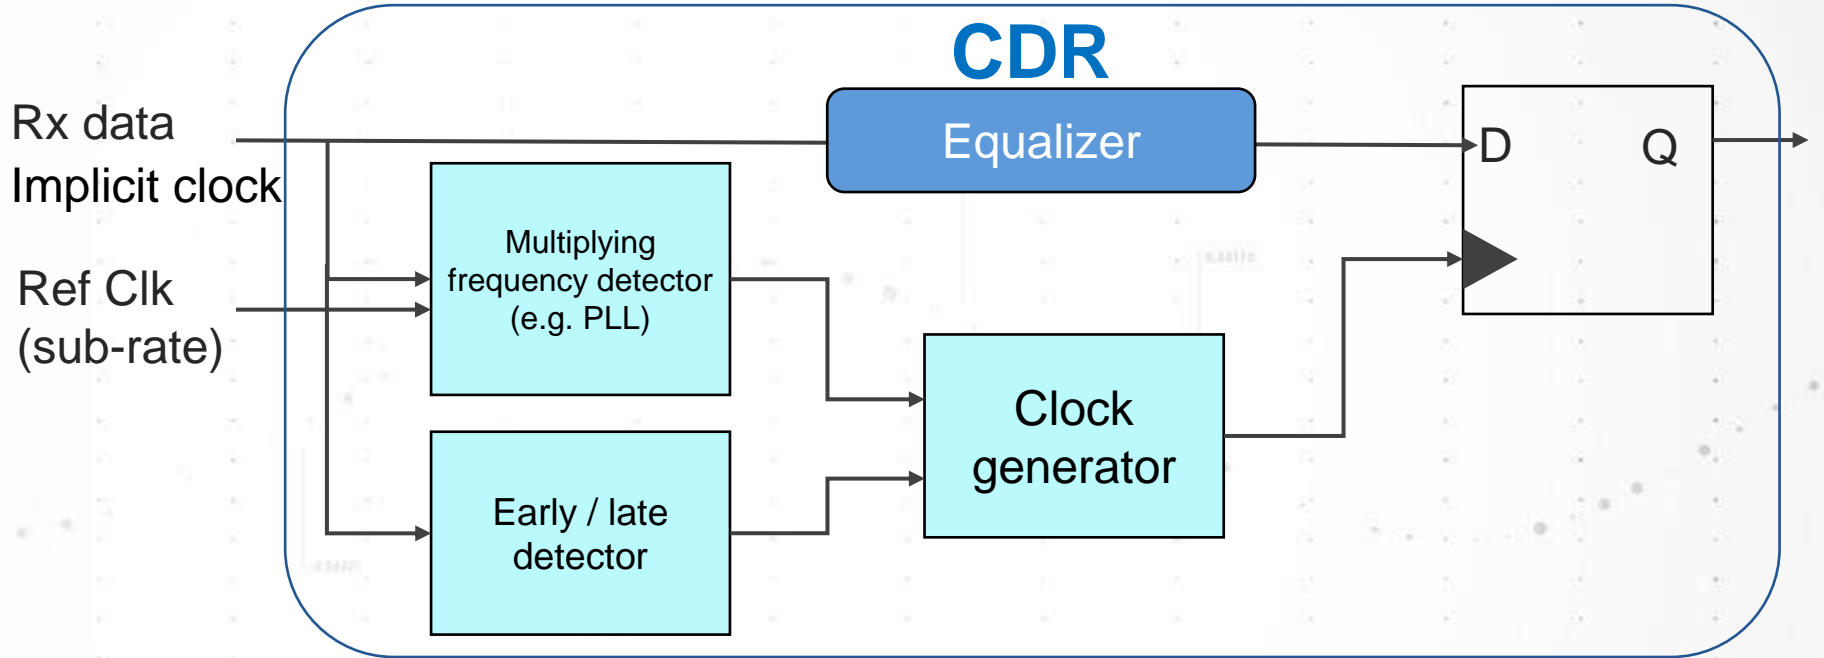 CDR
Rx data
Implicit clock
Equalizer
D
Q
Multiplying
frequency detector
(e.g. PLL)
Ref Clk
(sub-rate)
Clock
generator
Early / late
detector